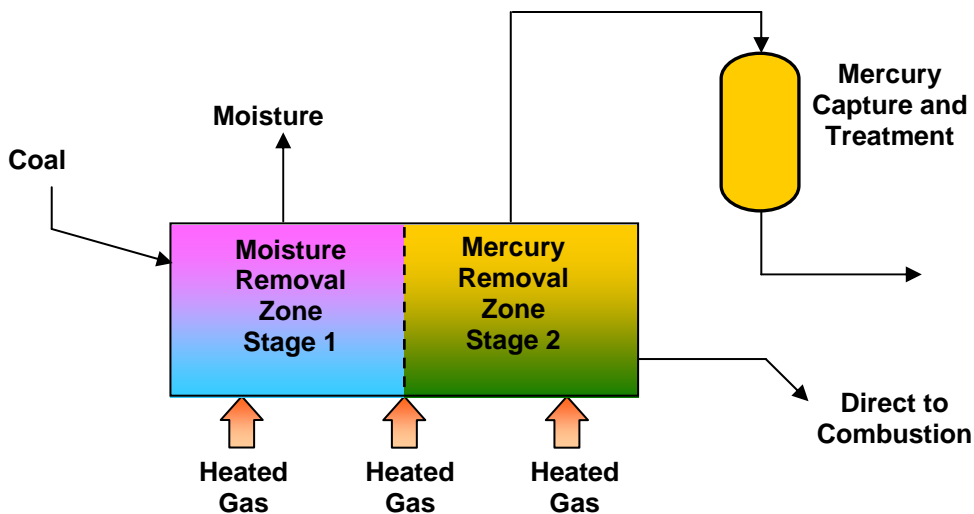 Mercury
Capture and
Treatment
Moisture
Coal
Moisture
Removal
Zone
Stage 1
Mercury
Removal
Zone
Stage 2
Direct to
Combustion
Heated
Gas
Heated
Gas
Heated
Gas